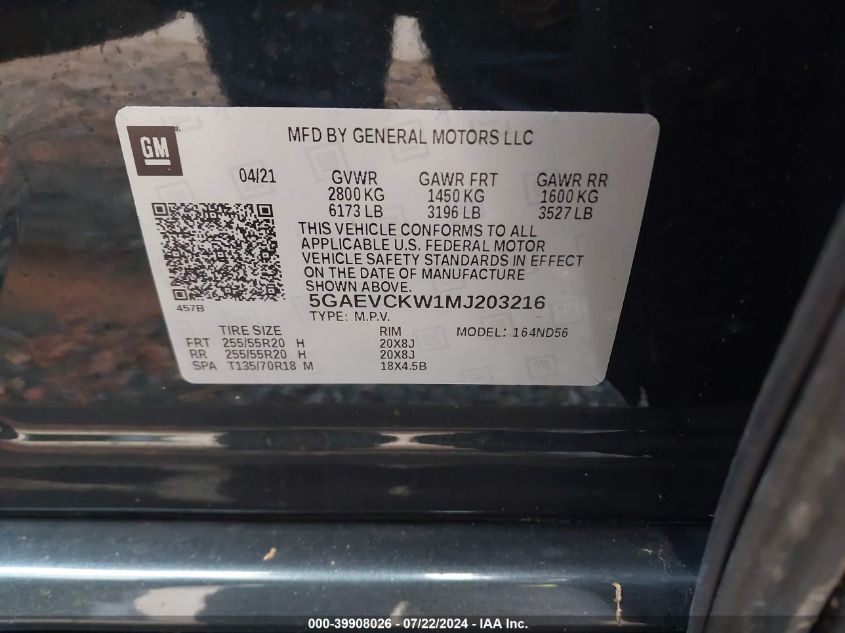 GM
MFD BY GENERAL MOTORS LLC
04/21 GVWR GAWR FRT GAWR RR
2800 KG 1450 KG 1600 KG
6173 LB 3196 LB 3527 LB
THIS VEHICLE CONFORMS TO ALL
APPLICABLE U.S. FEDERAL MOTOR
VEHICLE SAFETY STANDARDS IN EFFECT
ON THE DATE OF MANUFACTURE
SHOWN ABOVE.
457B
5GAEVCKW1MJ203216
TYPE: M.P.V.
TIRE SIZE RIM MODEL: 164ND56
FRT 255/55R20 H 20X8J
RR 255/55R20 H 20X8J
SPA T135/70R18 M 18X4.5B
000-39908026 - 07/22/2024 - IAA Inc.